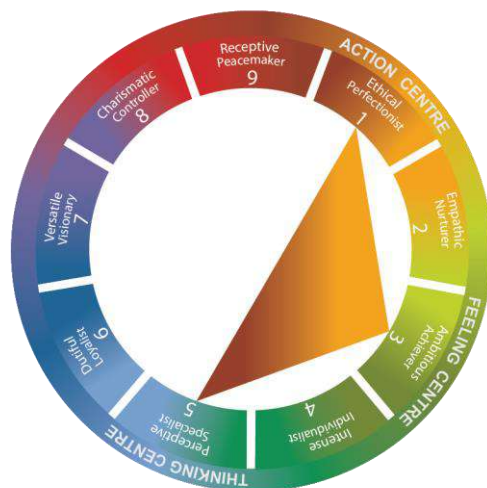 ACTION CENTRE
FEELING CENTRE
THINKING CENTRE
Receptive
Peacemaker
9
Ethical
Perfectionist
1
Empathic
Nurturer
2
Ambitious
Achiever
3
Intense
Individualist
4
Perceptive
Specialist
5
Dutiful
Loyalist
6
Versatile
Visionary
7
Charismatic
Controller
8